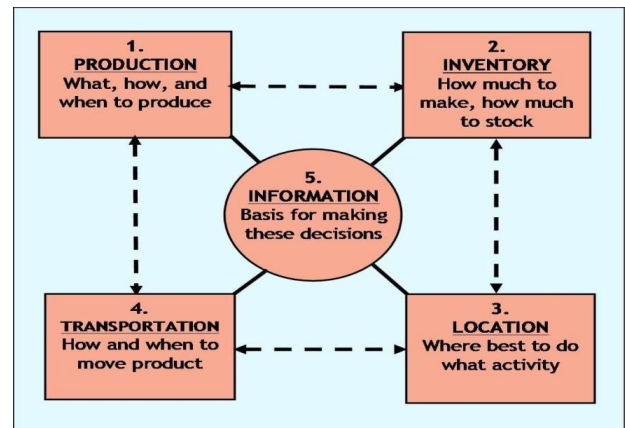 1.
PRODUCTION
What, how, and
when to produce
2.
INVENTORY
How much to
make, how much
to stock
5.
INFORMATION
Basis for making
these decisions
4.
TRANSPORTATION
How and when to
move product
3.
LOCATION
Where best to do
what activity